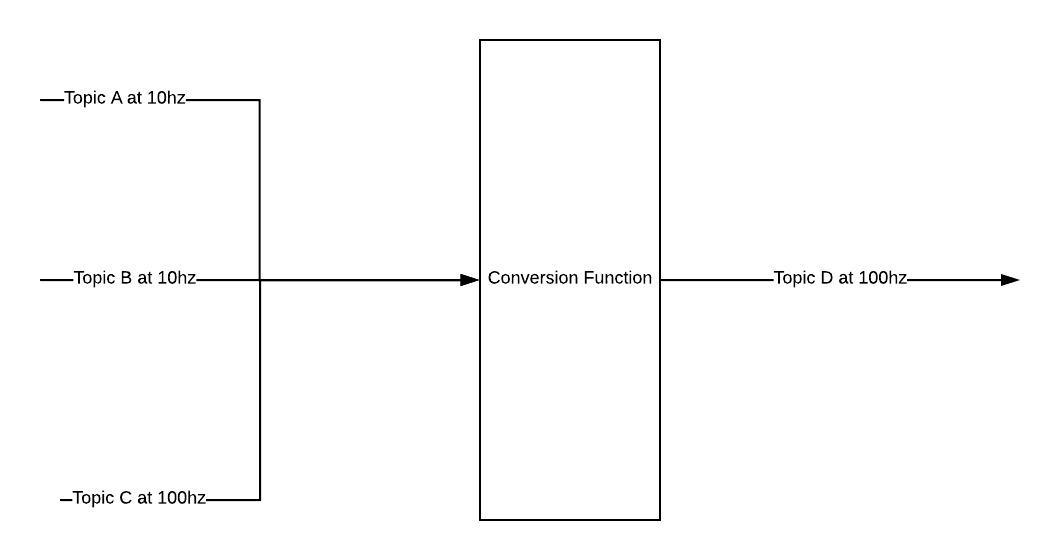 Topic A at 10hz
Topic B at 10hz
Conversion Function
Topic D at 100hz
Topic C at 100hz